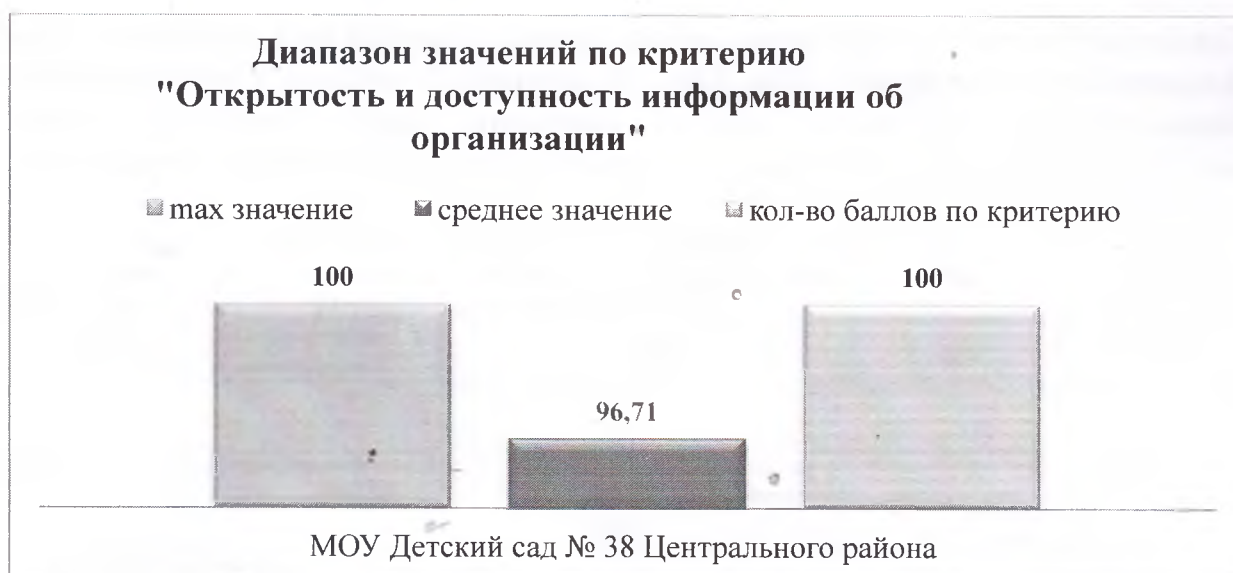 Диапазон значений по критерию
"Открытость и доступность информации об
организации"
max значение среднее значение кол-во баллов по критерию
100
100
96,71
МОУ Детский сад № 38 Центрального района